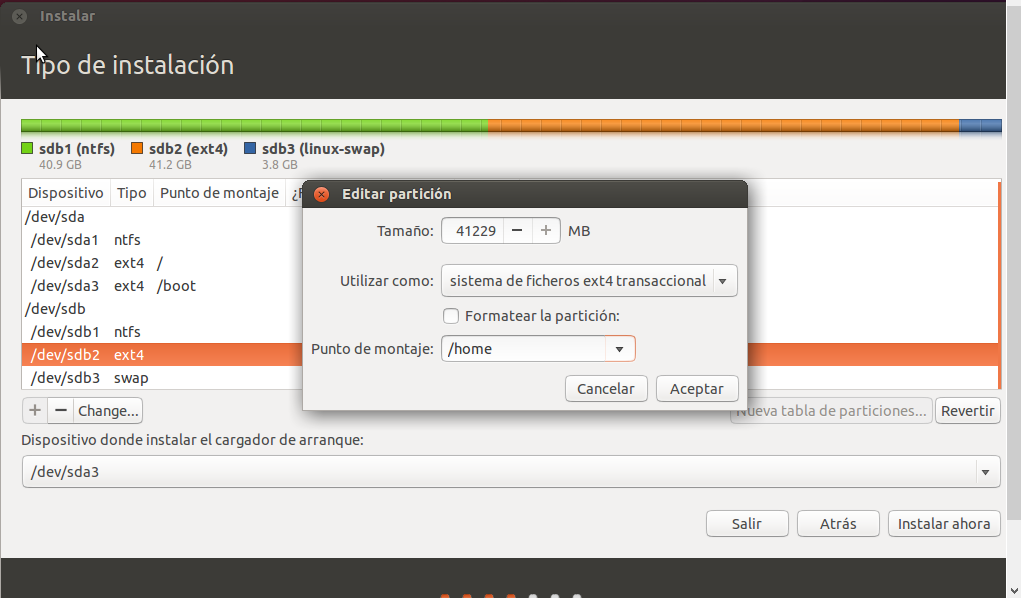 Instalar
Tipo de instalación
sdb1 (ntfs) sdb2 (ext4) sdb3 (linux-swap)
40.9 GB 41.2 GB 3.8 GB
Dispositivo Tipo Punto de montaje
/dev/sda
/dev/sda1 ntfs
/dev/sda2 ext4 /
/dev/sda3 ext4 /boot
/dev/sdb
/dev/sdb1 ntfs
/dev/sdb2 ext4
/dev/sdb3 swap
Editar partición
Tamaño: 41229 − + MB
Utilizar como: sistema de ficheros ext4 transaccional
Formatear la partición:
Punto de montaje: /home
Cancelar Aceptar
+ − Change... Nueva tabla de particiones... Revertir
Dispositivo donde instalar el cargador de arranque:
/dev/sda3
Salir Atrás Instalar ahora